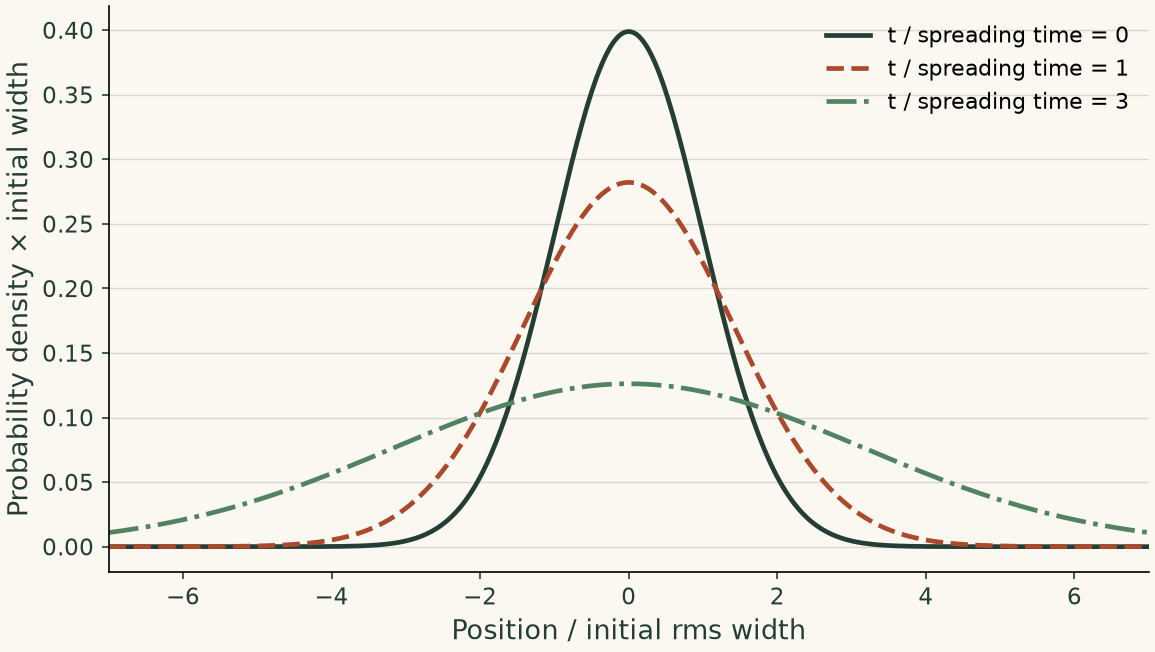 t / spreading time = 0
t / spreading time = 1
t / spreading time = 3
Probability density × initial width
0.40
0.35
0.30
0.25
0.20
0.15
0.10
0.05
0.00
−6 −4 −2 0 2 4 6
Position / initial rms width